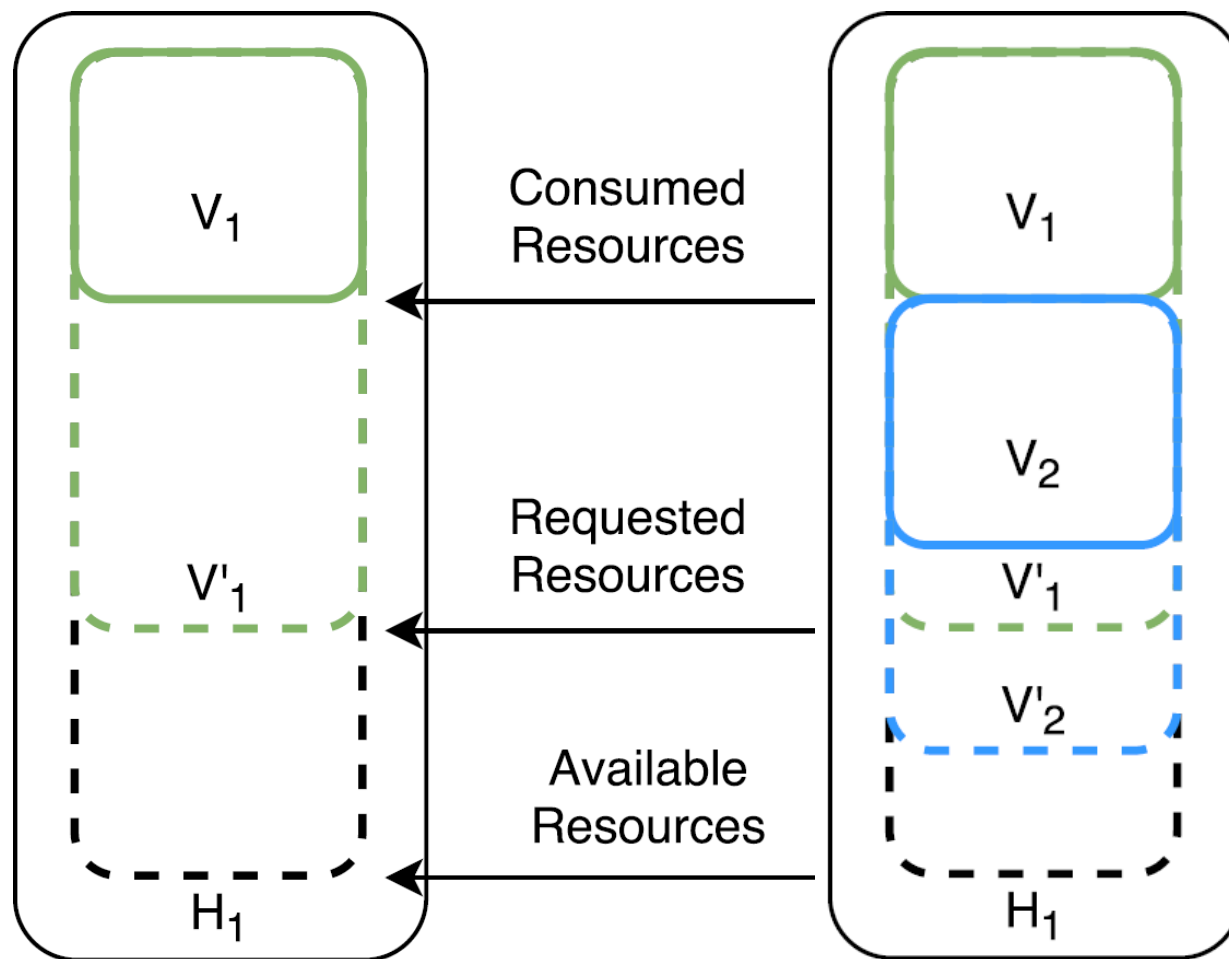 V₁
V'₁
H₁
Consumed
Resources
Requested
Resources
Available
Resources
V₁
V₂
V'₁
V'₂
H₁